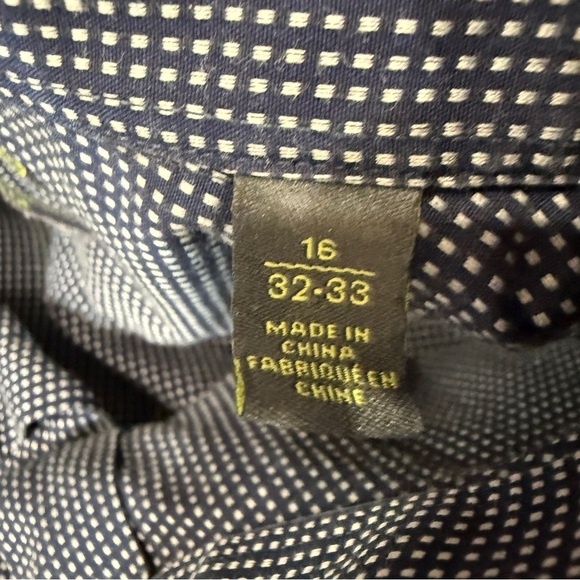 16
32-33
MADE IN
CHINA
FABRIQUÉ EN
CHINE